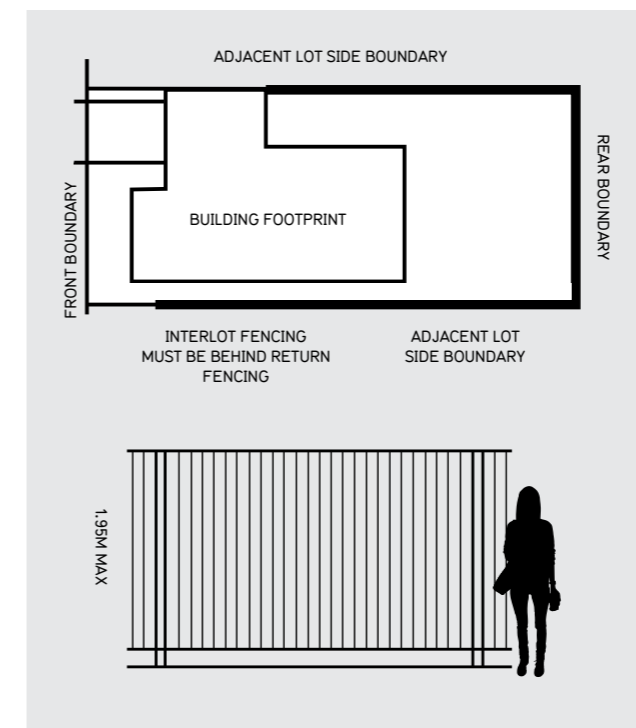 ADJACENT LOT SIDE BOUNDARY
REAR BOUNDARY
FRONT BOUNDARY
BUILDING FOOTPRINT
INTERLOT FENCING
MUST BE BEHIND RETURN
FENCING
ADJACENT LOT
SIDE BOUNDARY
1.95M MAX